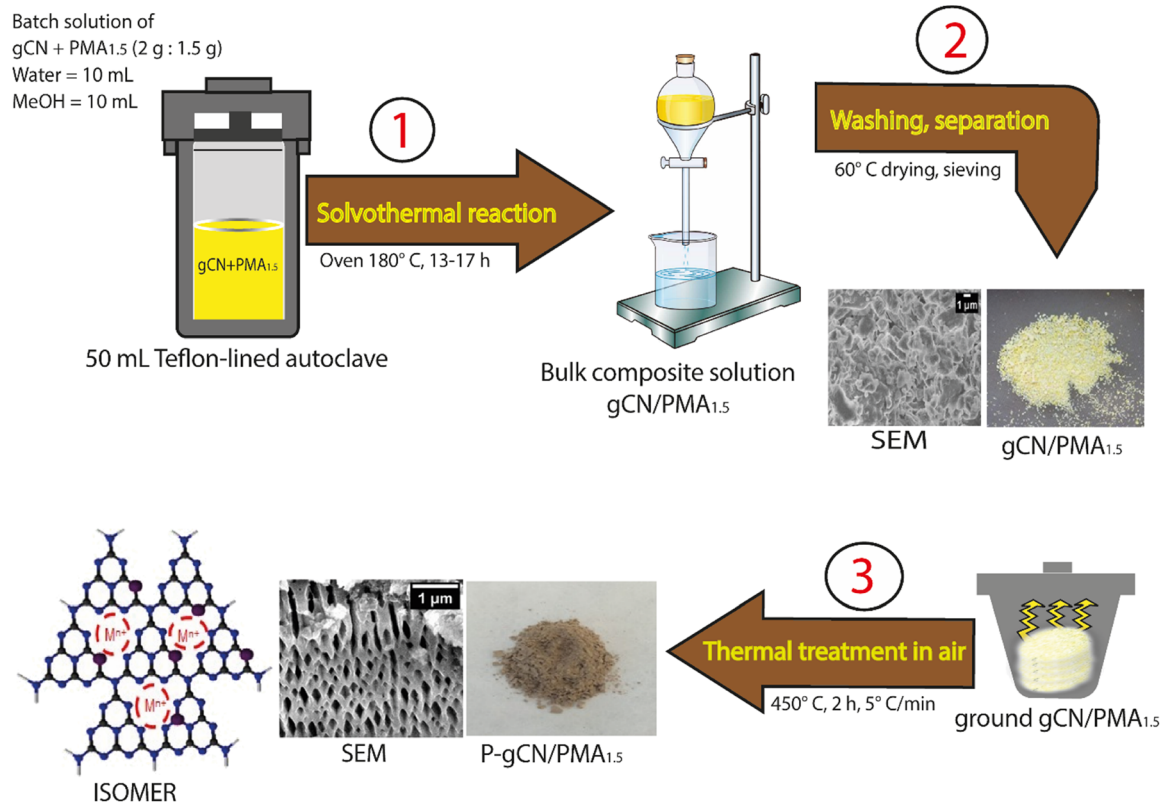 Batch solution of
gCN + PMA1.5 (2 g : 1.5 g)
Water = 10 mL
MeOH = 10 mL
gCN+PMA1.5
50 mL Teflon-lined autoclave
1
Solvothermal reaction
Oven 180° C, 13-17 h
Bulk composite solution
gCN/PMA1.5
2
Washing, separation
60° C drying, sieving
1 µm
SEM
gCN/PMA1.5
3
Thermal treatment in air
450° C, 2 h, 5° C/min
ground gCN/PMA1.5
1 µm
SEM
P-gCN/PMA1.5
Mn+
Mn+
Mn+
ISOMER